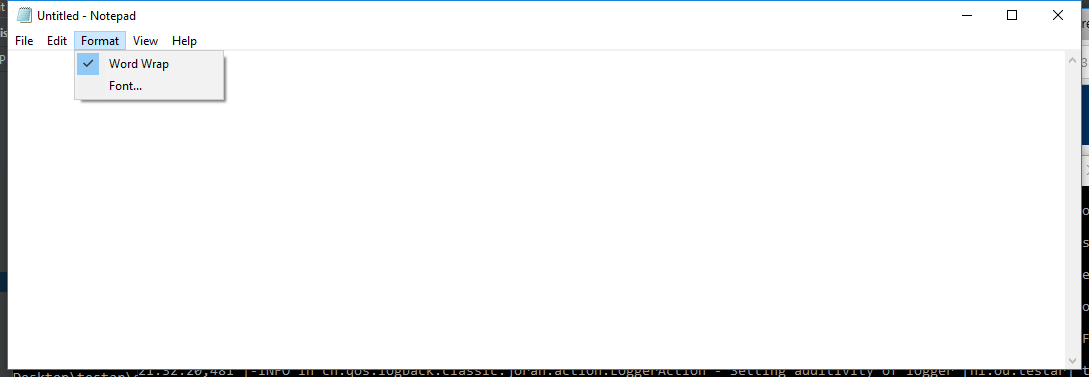 Untitled - Notepad
File Edit Format View Help
Word Wrap
Font...
Desktop\testar\ 21:32:20,481 |-INFO in ch.qos.logback.classic.joran.action.LoggerAction - Setting additivity of logger [nl.ou.testar]